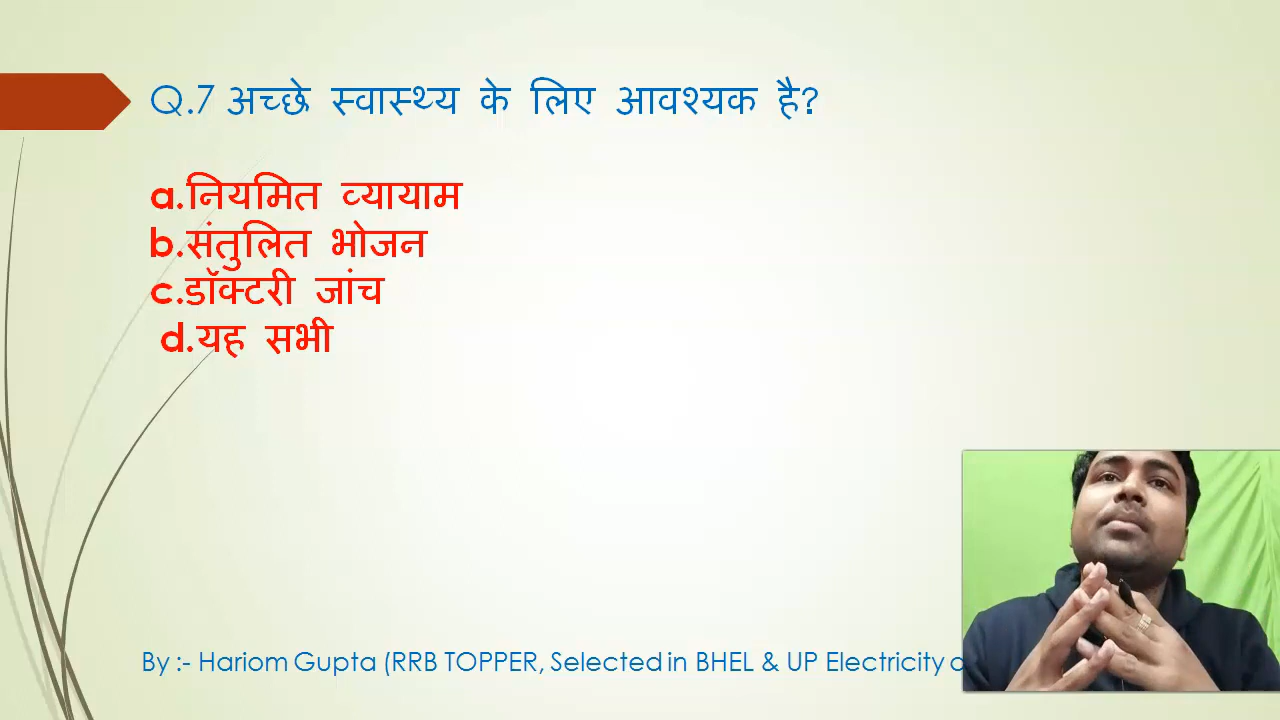 Q.7 अच्छे स्वास्थ्य के लिए आवश्यक है?
a.नियमित व्यायाम
b.संतुलित भोजन
c.डॉक्टरी जांच
d.यह सभी
By :- Hariom Gupta (RRB TOPPER, Selected in BHEL & UP Electricity